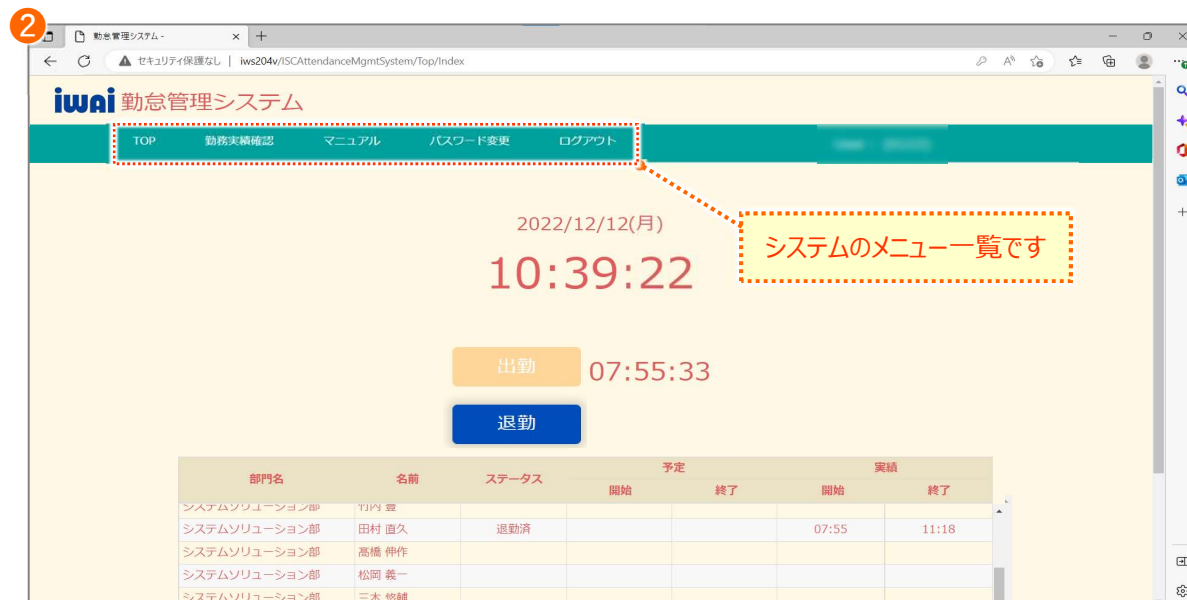 2
勤怠管理システム -
セキュリティ保護なし | iws204v/ISCAttendanceMgmtSystem/Top/Index
iwai 勤怠管理システム
TOP 勤務実績確認 マニュアル パスワード変更 ログアウト
2022/12/12(月)
システムのメニュー一覧です
10:39:22
出勤 07:55:33
退勤
部門名 名前 ステータス 予定 実績
開始 終了 開始 終了
システムソリューション部 竹内 豊
システムソリューション部 田村 直久 退勤済 07:55 11:18
システムソリューション部 髙橋 伸作
システムソリューション部 松岡 義一
システムソリューション部 三木 悠輔